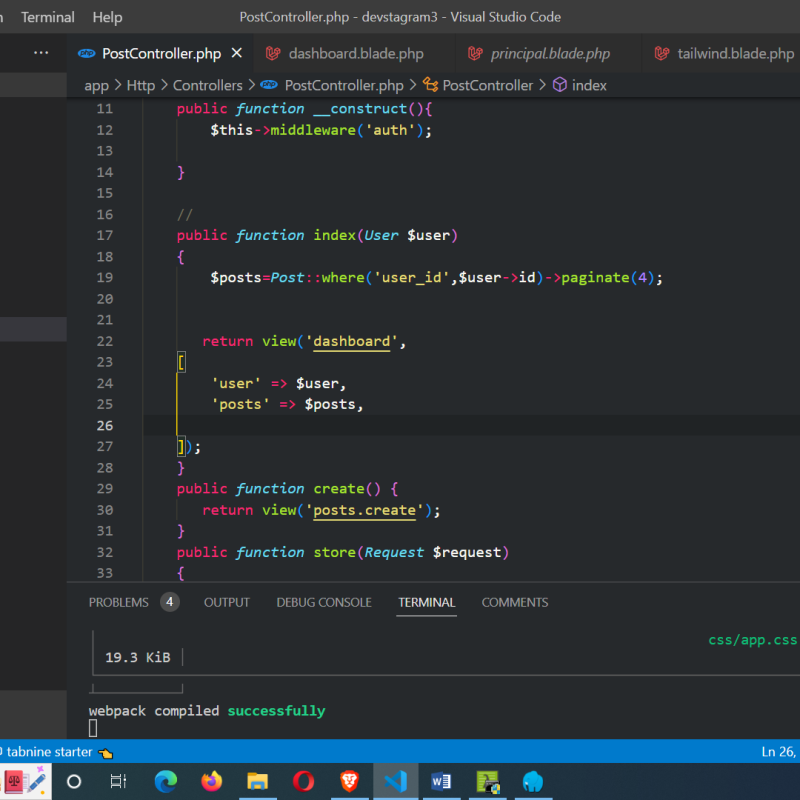 Terminal Help PostController.php - devstagram3 - Visual Studio Code
··· PostController.php × dashboard.blade.php principal.blade.php tailwind.blade.php
app > Http > Controllers > PostController.php > PostController > index
11 public function __construct(){
12 $this->middleware('auth');
13
14 }
15
16 //
17 public function index(User $user)
18 {
19 $posts=Post::where('user_id',$user->id)->paginate(4);
20
21
22 return view('dashboard',
23 [
24 'user' => $user,
25 'posts' => $posts,
26
27 ]);
28 }
29 public function create() {
30 return view('posts.create');
31 }
32 public function store(Request $request)
33 {
PROBLEMS 4 OUTPUT DEBUG CONSOLE TERMINAL COMMENTS
css/app.css
19.3 KiB
webpack compiled successfully
tabnine starter 👈 Ln 26,